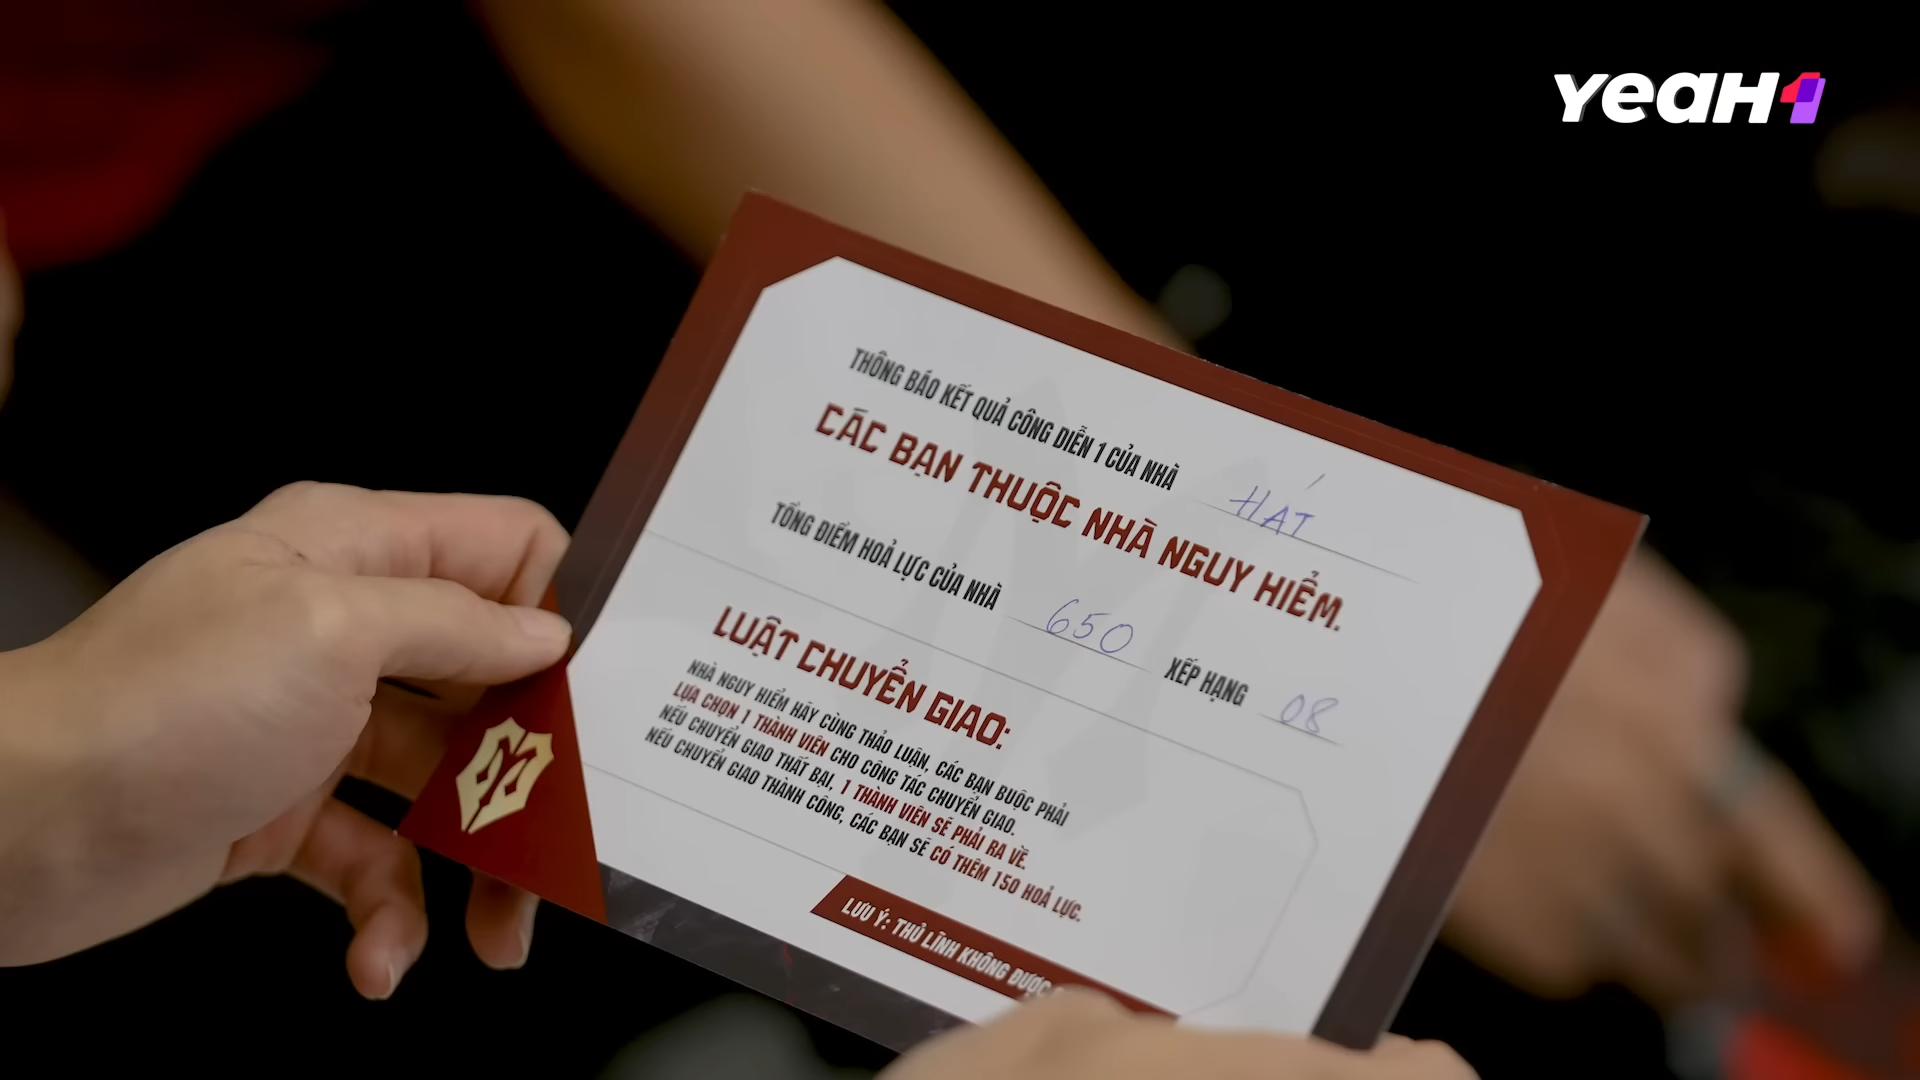 YEAH1
THÔNG BÁO KẾT QUẢ CÔNG DIỄN 1 CỦA NHÀ HÁT
CÁC BẠN THUỘC NHÀ NGUY HIỂM.
TỔNG ĐIỂM HOẢ LỰC CỦA NHÀ 650 XẾP HẠNG 08
LUẬT CHUYỂN GIAO:
NHÀ NGUY HIỂM HÃY CÙNG THẢO LUẬN, CÁC BẠN BUỘC PHẢI
LỰA CHỌN 1 THÀNH VIÊN CHO CÔNG TÁC CHUYỂN GIAO.
NẾU CHUYỂN GIAO THẤT BẠI, 1 THÀNH VIÊN SẼ PHẢI RA VỀ.
NẾU CHUYỂN GIAO THÀNH CÔNG, CÁC BẠN SẼ CÓ THÊM 150 HOẢ LỰC.
LƯU Ý: THỦ LĨNH KHÔNG ĐƯỢC